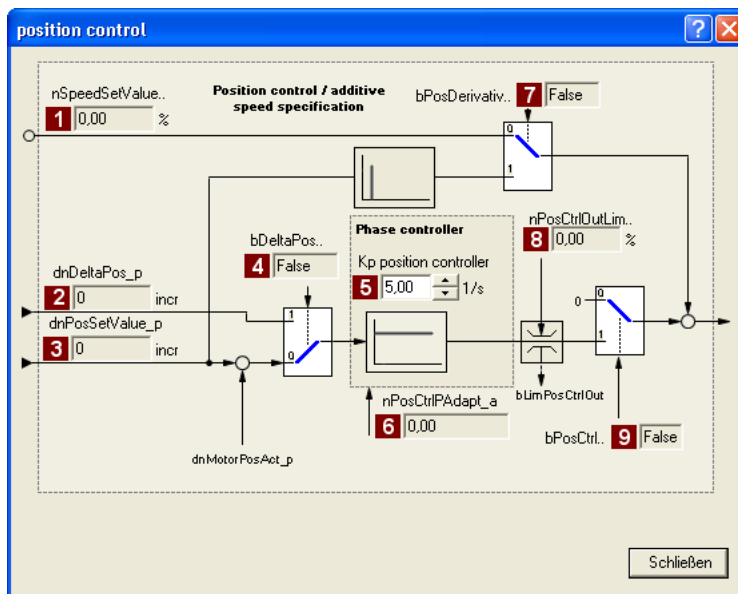 position control
nSpeedSetValue..
1 0,00 %
Position control / additive
speed specification
bPosDerivativ..
7 False
0
1
nPosCtrlOutLim..
8 0,00 %
bDeltaPos..
4 False
Phase controller
Kp position controller
5 5,00 1/s
dnDeltaPos_p
2 0 incr
dnPosSetValue_p
3 0 incr
1
0
0
0
1
bLimPosCtrlOut
nPosCtrlPAdapt_a
6 0,00
dnMotorPosAct_p
bPosCtrl..
9 False
Schließen